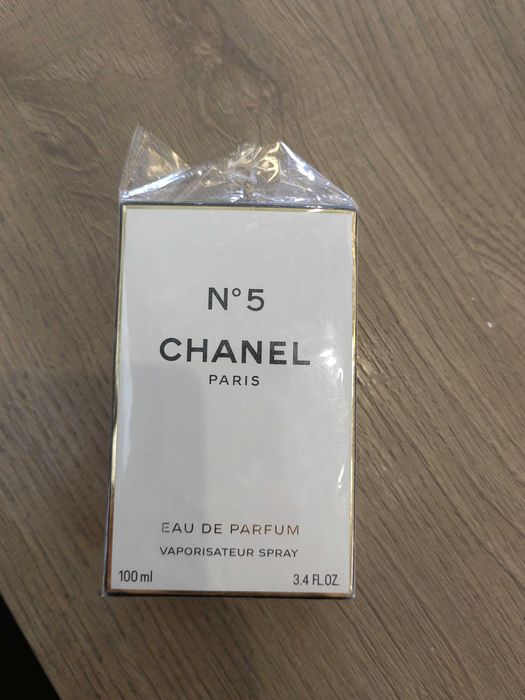 N°5
CHANEL
PARIS
EAU DE PARFUM
VAPORISATEUR SPRAY
100 ml 3.4 FL.OZ.